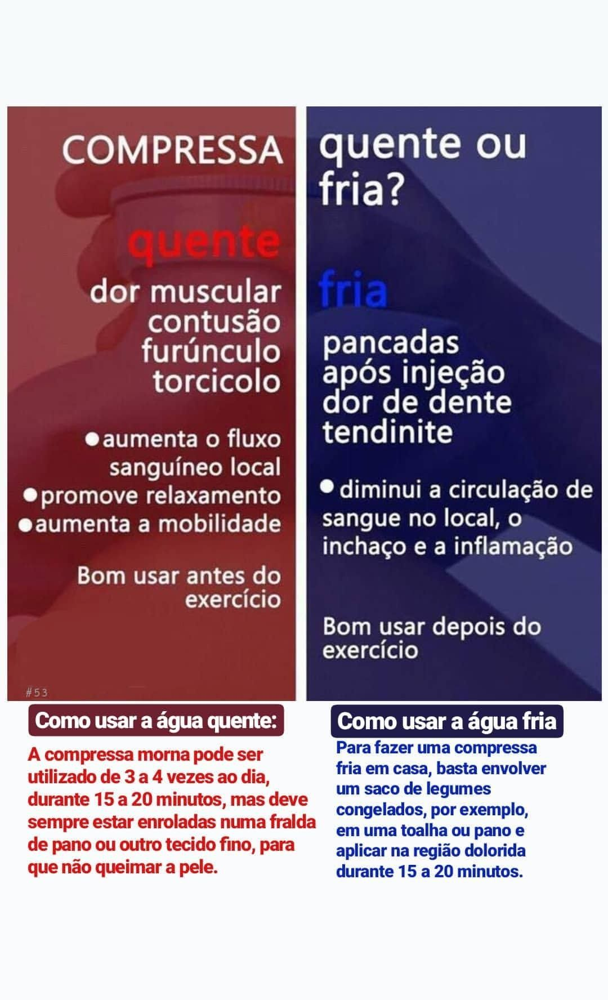 COMPRESSA
quente
dor muscular
contusão
furúnculo
torcicolo
●aumenta o fluxo
sanguíneo local
●promove relaxamento
●aumenta a mobilidade
Bom usar antes do
exercício
#53
quente ou
fria?
fria
pancadas
após injeção
dor de dente
tendinite
● diminui a circulação de
sangue no local, o
inchaço e a inflamação
Bom usar depois do
exercício
Como usar a água quente:
A compressa morna pode ser
utilizado de 3 a 4 vezes ao dia,
durante 15 a 20 minutos, mas deve
sempre estar enroladas numa fralda
de pano ou outro tecido fino, para
que não queimar a pele.
Como usar a água fria
Para fazer uma compressa
fria em casa, basta envolver
um saco de legumes
congelados, por exemplo,
em uma toalha ou pano e
aplicar na região dolorida
durante 15 a 20 minutos.